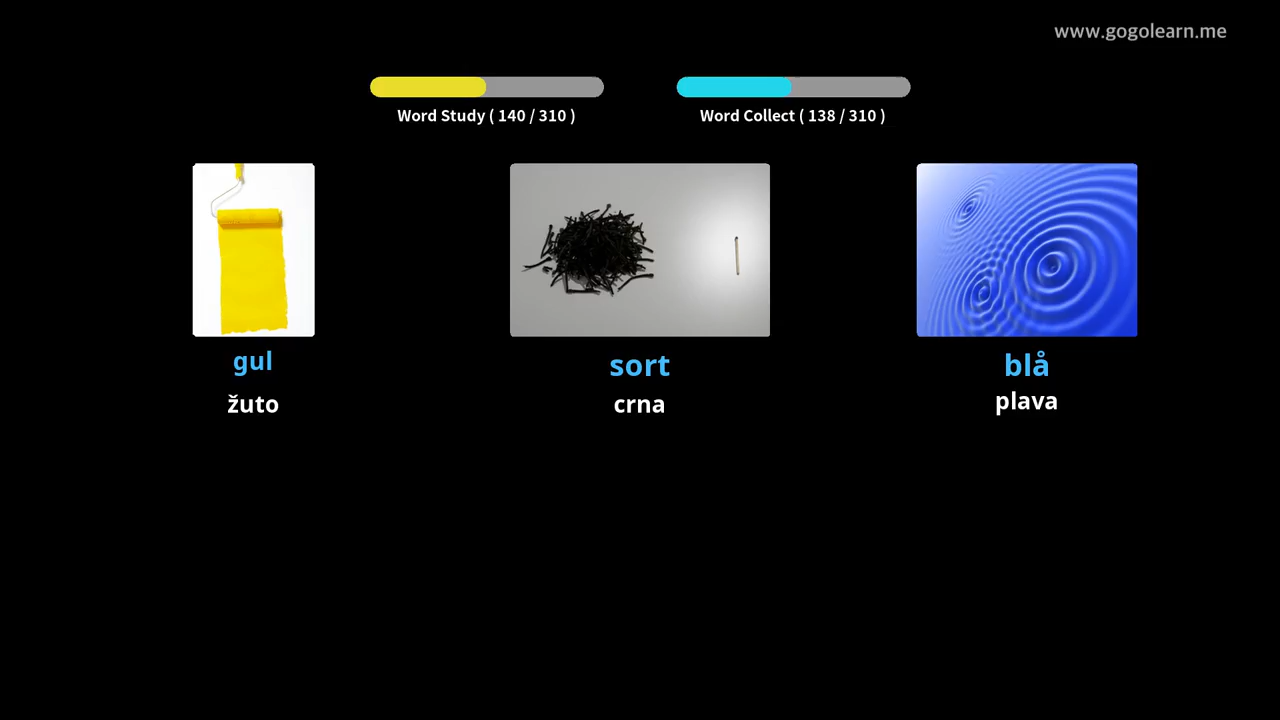 www.gogolearn.me
Word Study ( 140 / 310 )
Word Collect ( 138 / 310 )
gul
sort
blå
žuto
crna
plava